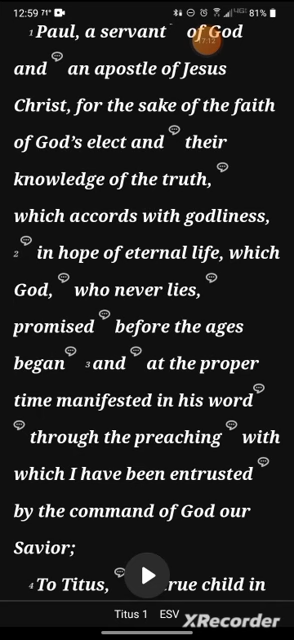 12:59 71° 4G 81%
1 Paul, a servant of God
17:12
and an apostle of Jesus
Christ, for the sake of the faith
of God's elect and their
knowledge of the truth,
which accords with godliness,
2 in hope of eternal life, which
God, who never lies,
promised before the ages
began 3 and at the proper
time manifested in his word
through the preaching with
which I have been entrusted
by the command of God our
Savior;
4 To Titus, true child in
Titus 1 ESV
XRecorder